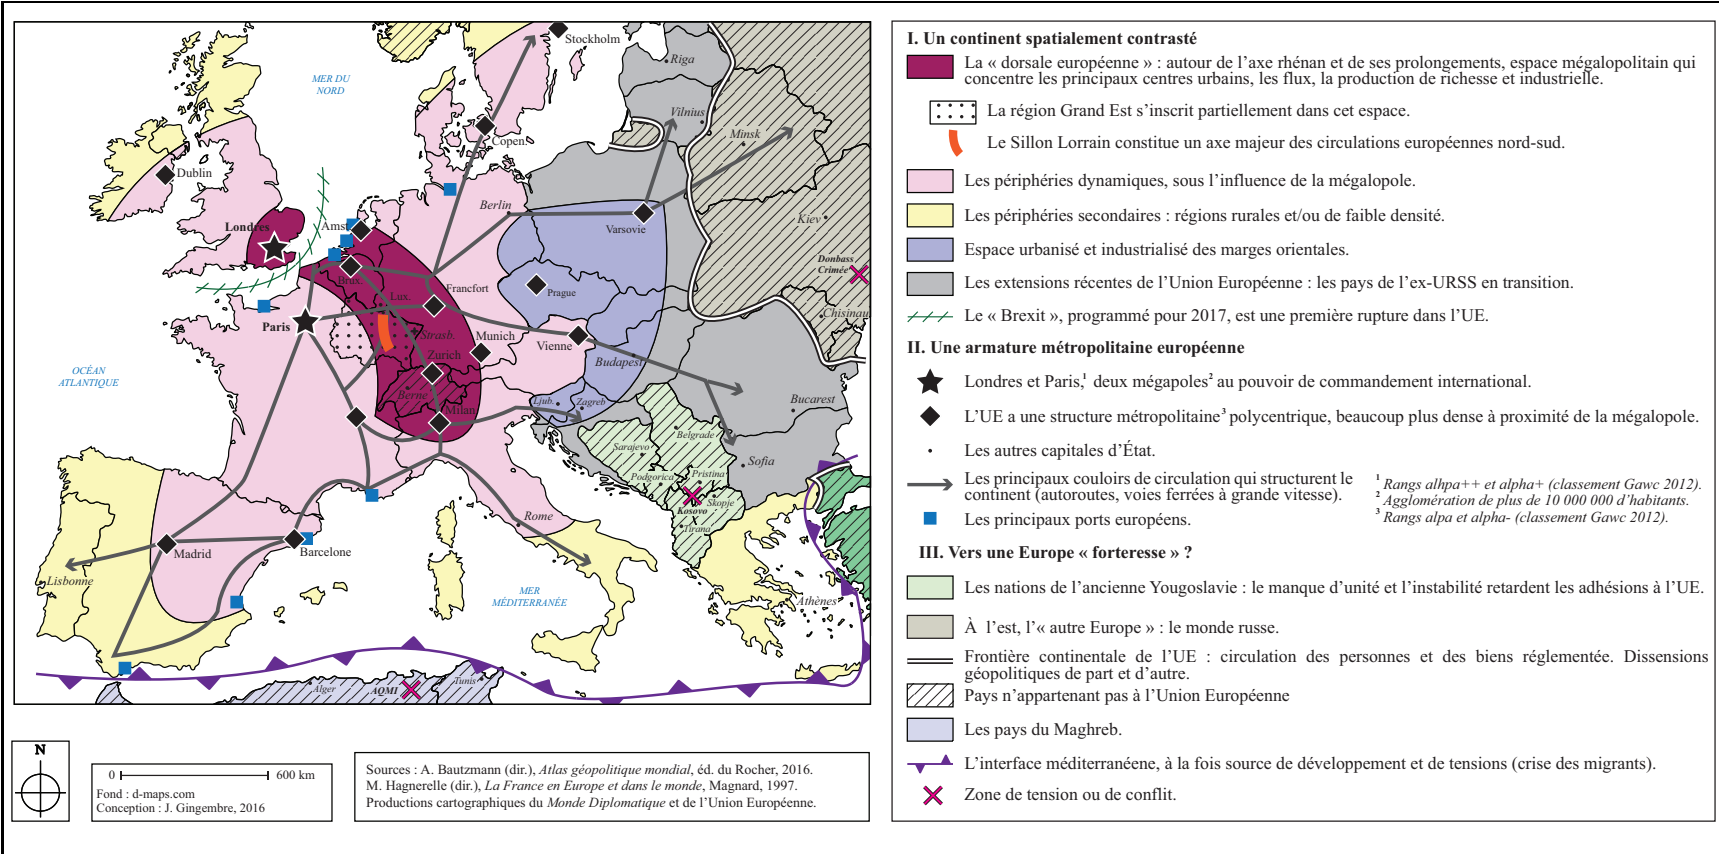 Stockholm
MER DU
NORD
Riga
Vilnius
Minsk
Copen.
Dublin
Berlin
Kiev
Londres
Amst.
Varsovie
Donbass
Crimée
Brux.
Francfort
Prague
Lux.
Chisinau
Paris
Strasb.
Munich
Vienne
Zurich
Budapest
OCÉAN
ATLANTIQUE
Berne
Milan
Ljub.
Zagreb
Bucarest
Belgrade
Sarajevo
Sofia
Podgorica
Pristina
Skopje
Kosovo
Rome
Tirana
Madrid
Barcelone
Lisbonne
MER
MÉDITERRANÉE
Athènes
Alger
AQMI
Tunis
N
0
600 km
Fond : d-maps.com
Conception : J. Gingembre, 2016
Sources : A. Bautzmann (dir.), Atlas géopolitique mondial, éd. du Rocher, 2016.
M. Hagnerelle (dir.), La France en Europe et dans le monde, Magnard, 1997.
Productions cartographiques du Monde Diplomatique et de l’Union Européenne.
I. Un continent spatialement contrasté
La « dorsale européenne » : autour de l’axe rhénan et de ses prolongements, espace mégalopolitain qui
concentre les principaux centres urbains, les flux, la production de richesse et industrielle.
La région Grand Est s’inscrit partiellement dans cet espace.
Le Sillon Lorrain constitue un axe majeur des circulations européennes nord-sud.
Les périphéries dynamiques, sous l’influence de la mégalopole.
Les périphéries secondaires : régions rurales et/ou de faible densité.
Espace urbanisé et industrialisé des marges orientales.
Les extensions récentes de l’Union Européenne : les pays de l’ex-URSS en transition.
Le « Brexit », programmé pour 2017, est une première rupture dans l’UE.
II. Une armature métropolitaine européenne
Londres et Paris,¹ deux mégapoles² au pouvoir de commandement international.
L’UE a une structure métropolitaine³ polycentrique, beaucoup plus dense à proximité de la mégalopole.
Les autres capitales d’État.
Les principaux couloirs de circulation qui structurent le
continent (autoroutes, voies ferrées à grande vitesse).
Les principaux ports européens.
¹ Rangs alhpa++ et alpha+ (classement Gawc 2012).
² Agglomération de plus de 10 000 000 d’habitants.
³ Rangs alpa et alpha- (classement Gawc 2012).
III. Vers une Europe « forteresse » ?
Les nations de l’ancienne Yougoslavie : le manque d’unité et l’instabilité retardent les adhésions à l’UE.
À l’est, l’« autre Europe » : le monde russe.
Frontière continentale de l’UE : circulation des personnes et des biens réglementée. Dissensions
géopolitiques de part et d’autre.
Pays n’appartenant pas à l’Union Européenne
Les pays du Maghreb.
L’interface méditerranéene, à la fois source de développement et de tensions (crise des migrants).
Zone de tension ou de conflit.